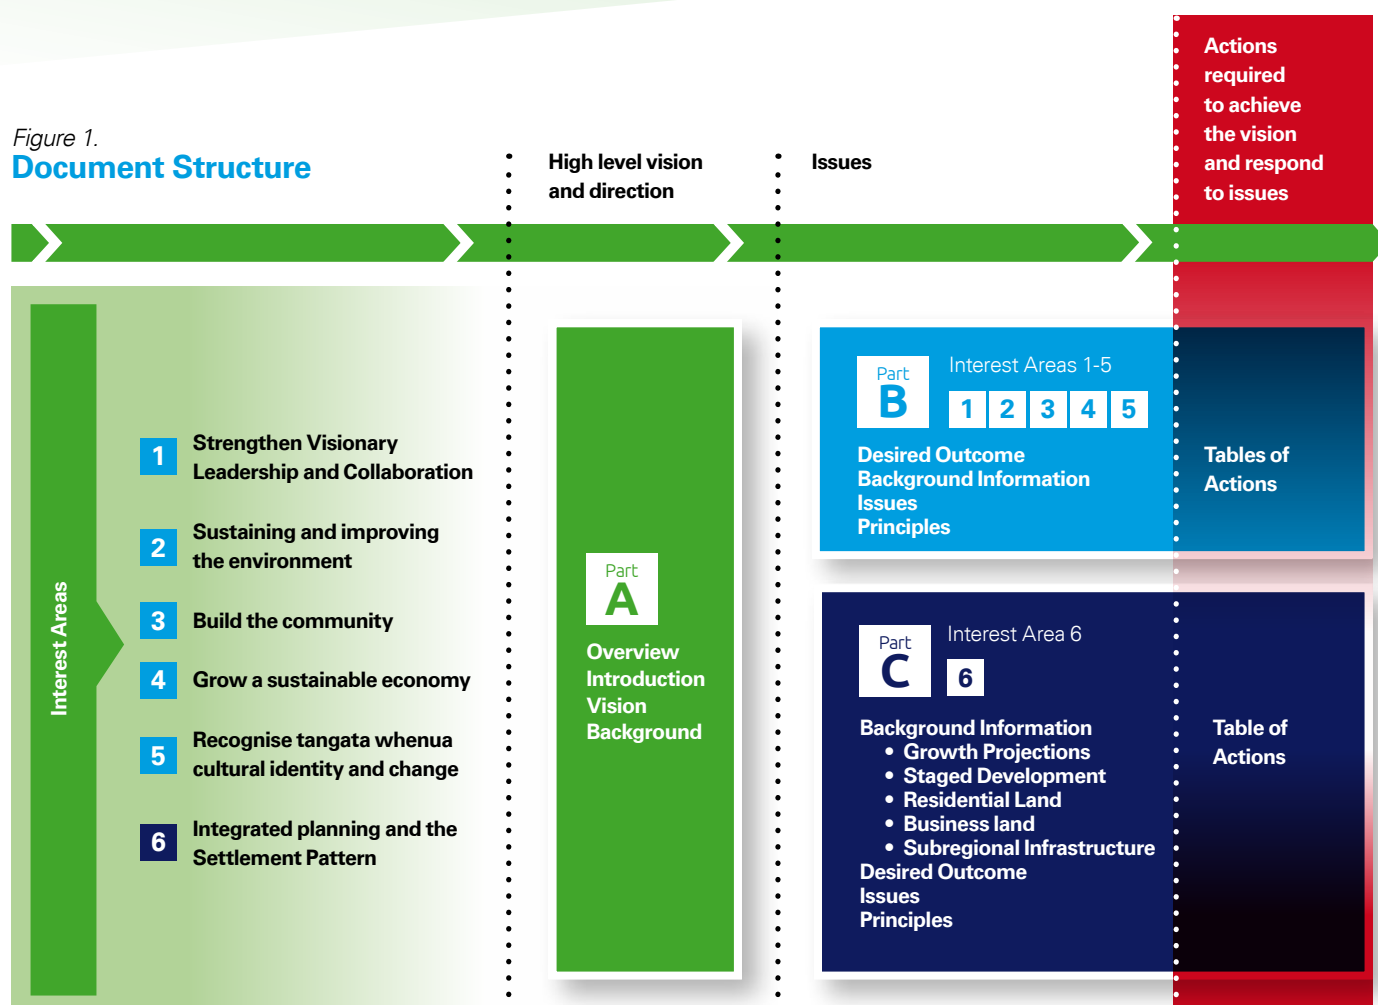 Figure 1.
Document Structure
High level vision
and direction
Issues
Actions
required
to achieve
the vision
and respond
to issues
Interest Areas
1
Strengthen Visionary
Leadership and Collaboration
2
Sustaining and improving
the environment
3
Build the community
4
Grow a sustainable economy
5
Recognise tangata whenua
cultural identity and change
6
Integrated planning and the
Settlement Pattern
Part
A
Overview
Introduction
Vision
Background
Part
B
Interest Areas 1-5
1 2 3 4 5
Desired Outcome
Background Information
Issues
Principles
Tables of
Actions
Part
C
Interest Area 6
6
Background Information
• Growth Projections
• Staged Development
• Residential Land
• Business land
• Subregional Infrastructure
Desired Outcome
Issues
Principles
Table of
Actions